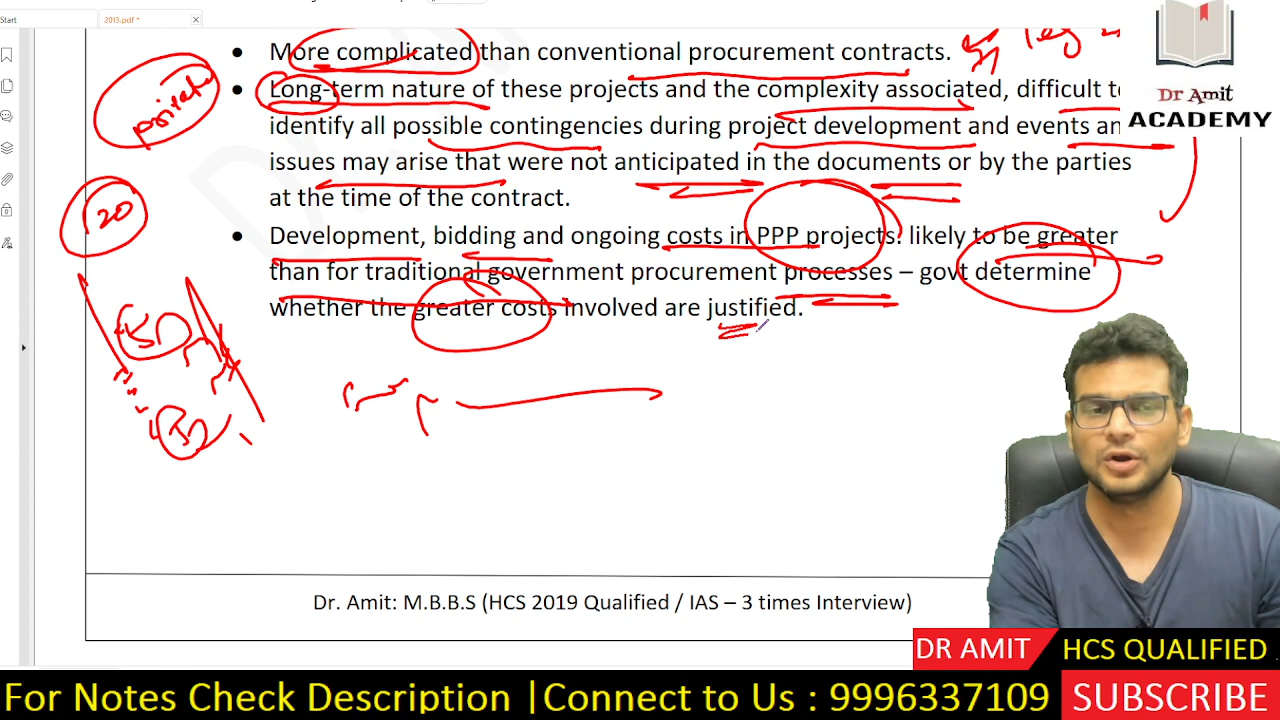 Start
2013.pdf *
• More complicated than conventional procurement contracts.
• Long-term nature of these projects and the complexity associated, difficult to
identify all possible contingencies during project development and events an
issues may arise that were not anticipated in the documents or by the parties
at the time of the contract.
• Development, bidding and ongoing costs in PPP projects: likely to be greater
than for traditional government procurement processes – govt determine
whether the greater costs involved are justified.
private
20
Dr Amit
ACADEMY
Dr. Amit: M.B.B.S (HCS 2019 Qualified / IAS – 3 times Interview)
DR AMIT HCS QUALIFIED
For Notes Check Description |Connect to Us : 9996337109 SUBSCRIBE